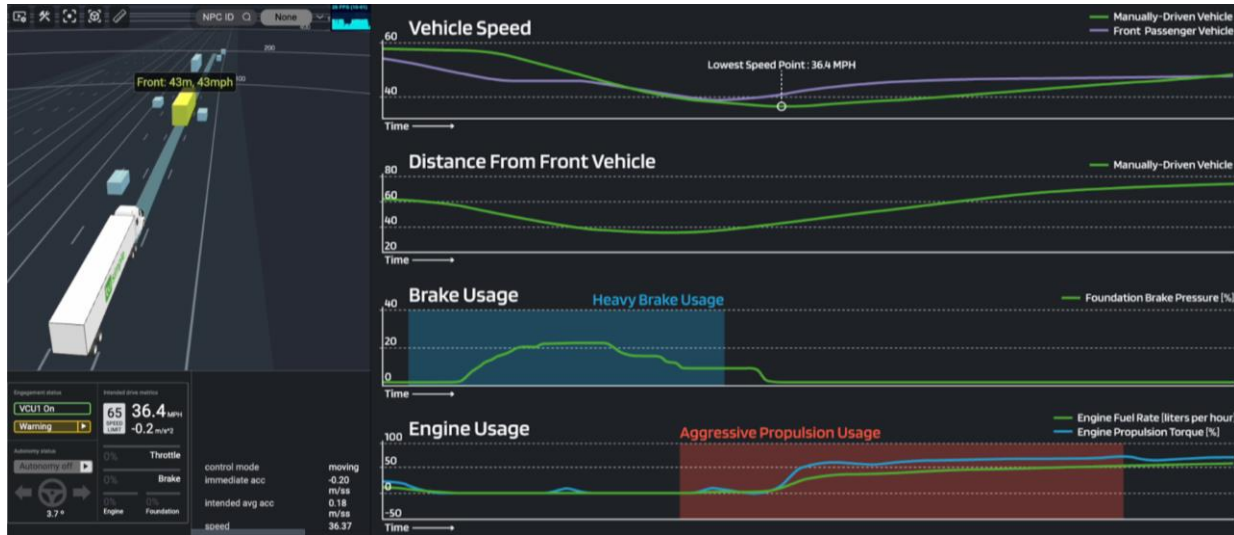 NPC ID
None
200
100
Front: 43m, 43mph
Engagement status
VCU1 On
Warning
Autonomy status
Autonomy off
3.7 °
Intended drive metrics
65
SPEED
LIMIT
36.4 MPH
-0.2 m/s^2
0%
Throttle
0%
Brake
0%
Engine
0%
Foundation
control mode
moving
immediate acc
-0.20
m/ss
intended avg acc
0.18
m/ss
speed
36.37
Vehicle Speed
Manually-Driven Vehicle
Front Passenger Vehicle
60
Lowest Speed Point : 36.4 MPH
40
Time
Distance From Front Vehicle
Manually-Driven Vehicle
80
60
40
20
Time
Brake Usage
Heavy Brake Usage
Foundation Brake Pressure [%]
40
20
0
Time
Engine Usage
Aggressive Propulsion Usage
Engine Fuel Rate [liters per hour]
Engine Propulsion Torque [%]
100
50
0
-50
Time